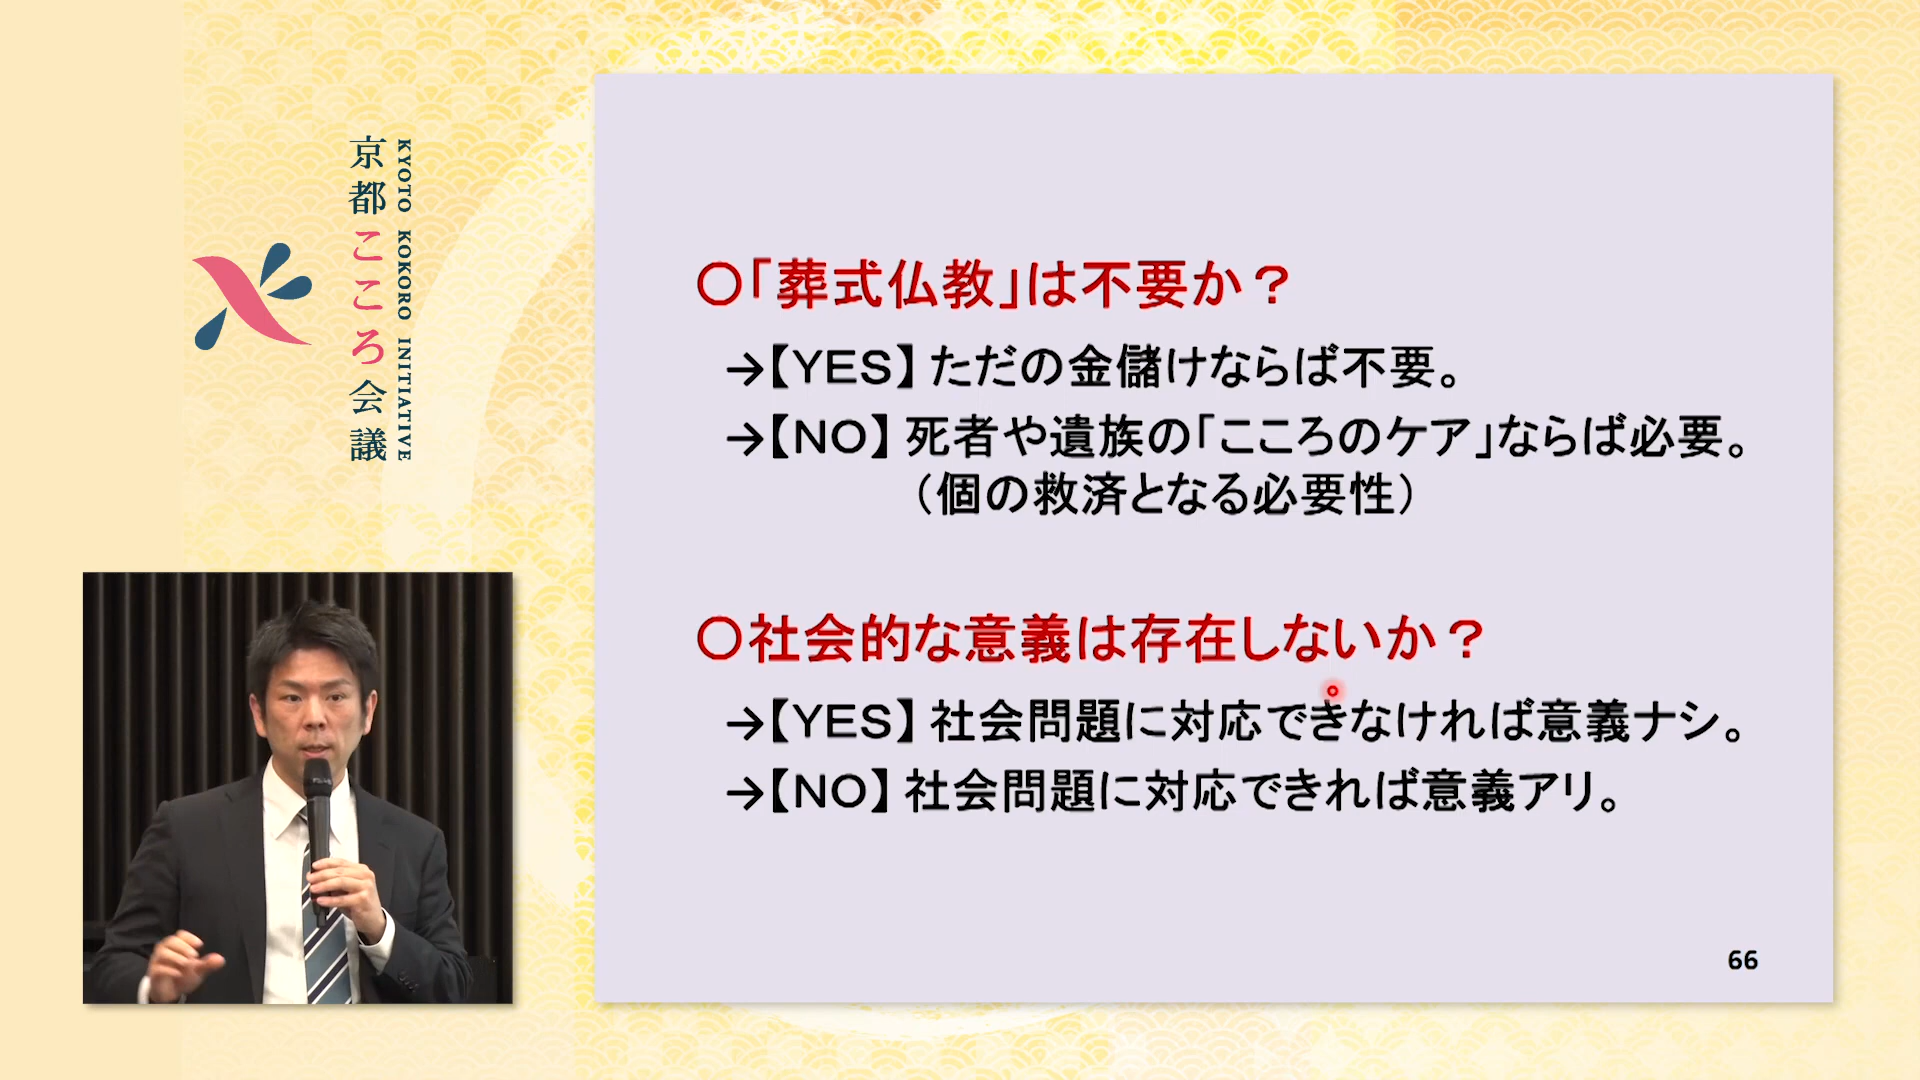 京都こころ会議
KYOTO KOKORO INITIATIVE
〇「葬式仏教」は不要か？
→【YES】ただの金儲けならば不要。
→【NO】死者や遺族の「こころのケア」ならば必要。
（個の救済となる必要性）
〇社会的な意義は存在しないか？
→【YES】社会問題に対応できなければ意義ナシ。
→【NO】社会問題に対応できれば意義アリ。
66